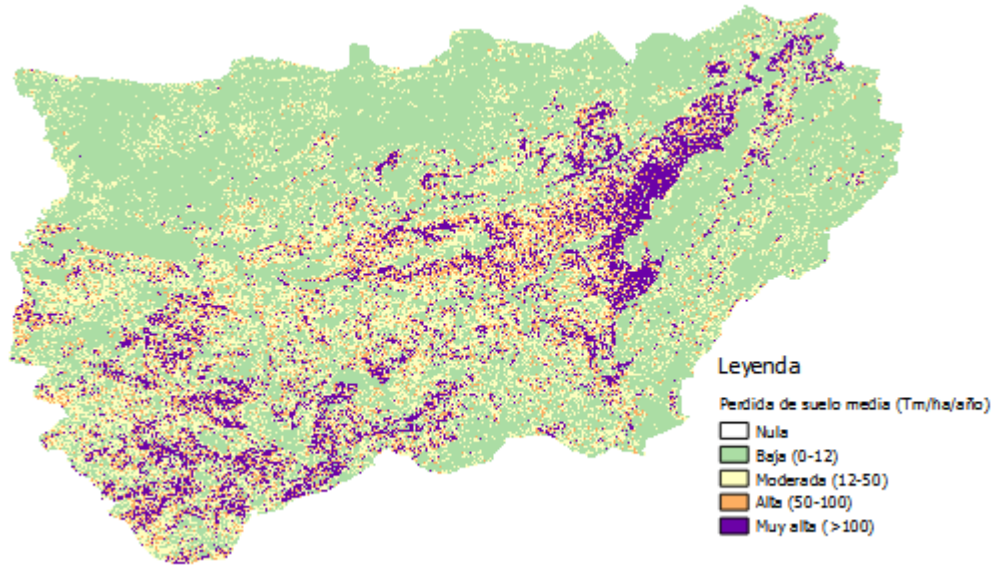 Leyenda
Perdida de suelo media (Tm/ha/año)
Nula
Baja (0-12)
Moderada (12-50)
Alta (50-100)
Muy alta (>100)